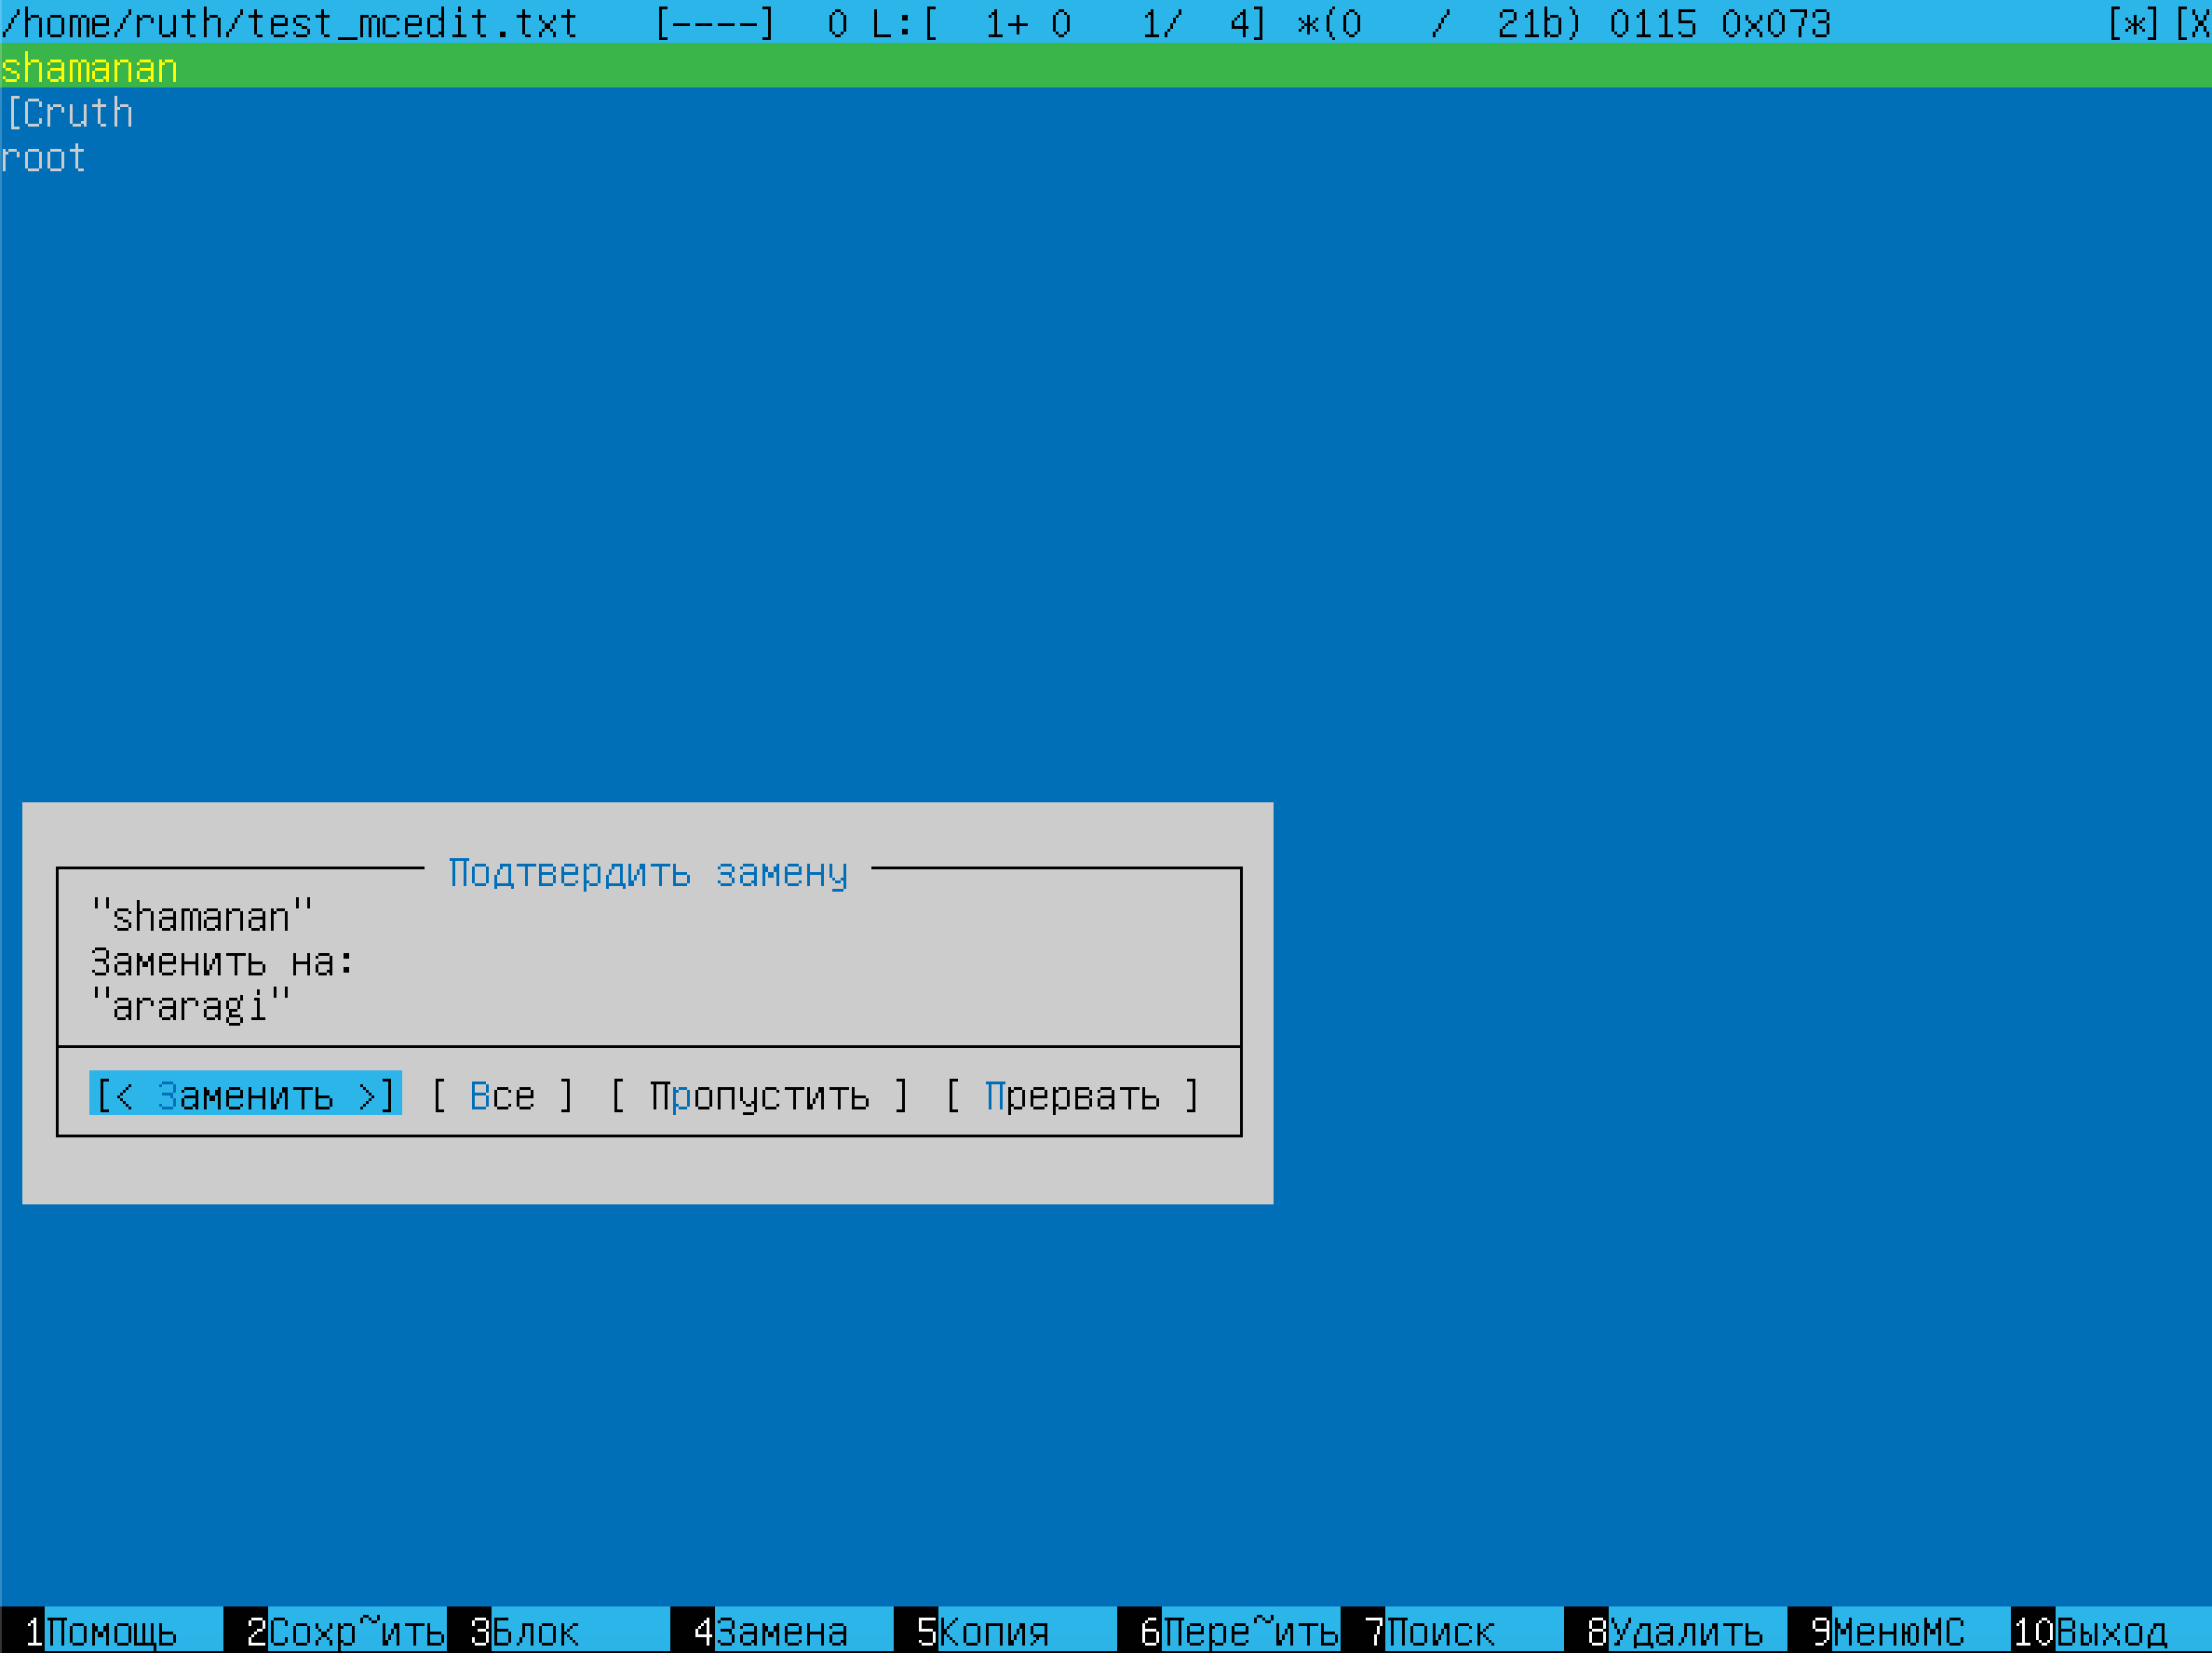 /home/ruth/test_mcedit.txt [----] 0 L:[ 1+ 0 1/ 4] *(0 / 21b) 0115 0x073 [*][X
shamanan
[Cruth
root
Подтвердить замену
"shamanan"
Заменить на:
"araragi"
[< Заменить >] [ Все ] [ Пропустить ] [ Прервать ]
1Помощь 2Сохр~ить 3Блок 4Замена 5Копия 6Пере~ить 7Поиск 8Удалить 9МенюMC 10Выход